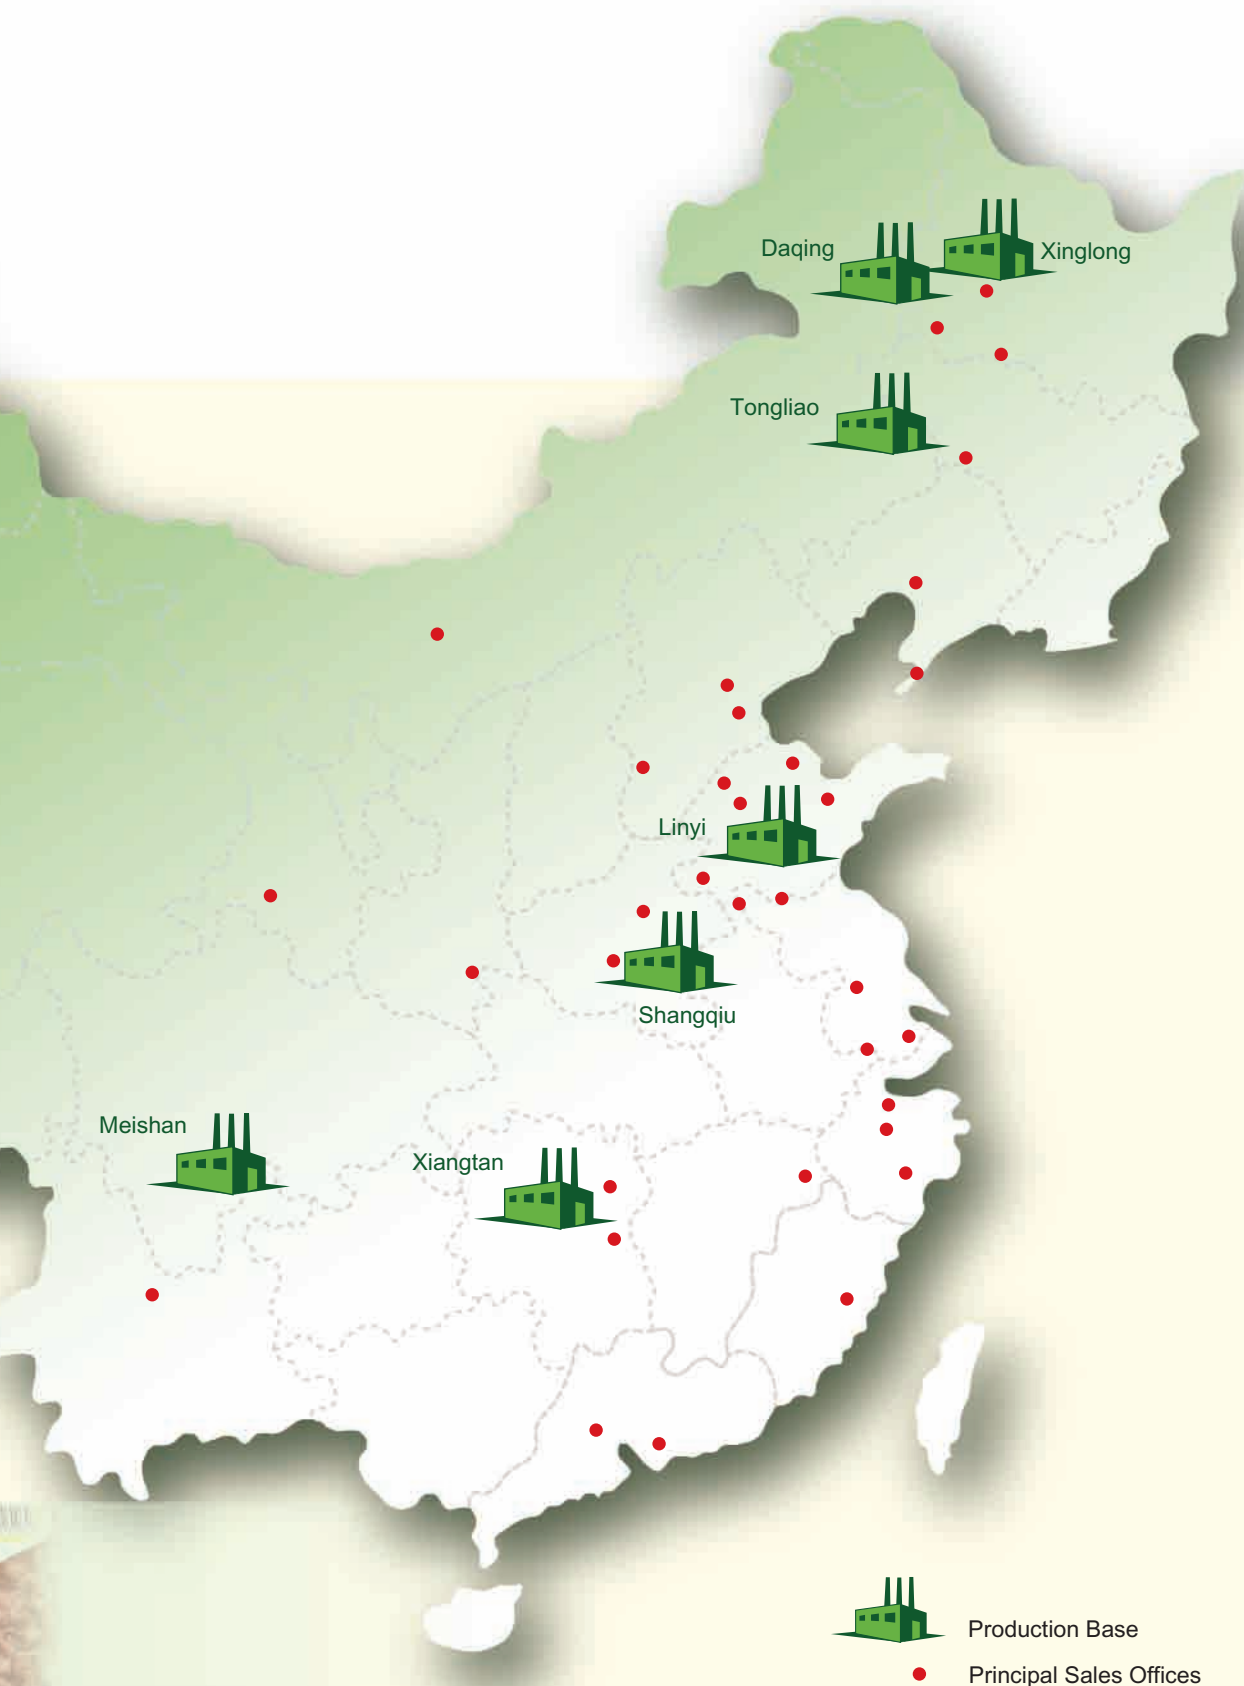 Daqing
Xinglong
Tongliao
Linyi
Shangqiu
Meishan
Xiangtan
Production Base
Principal Sales Offices